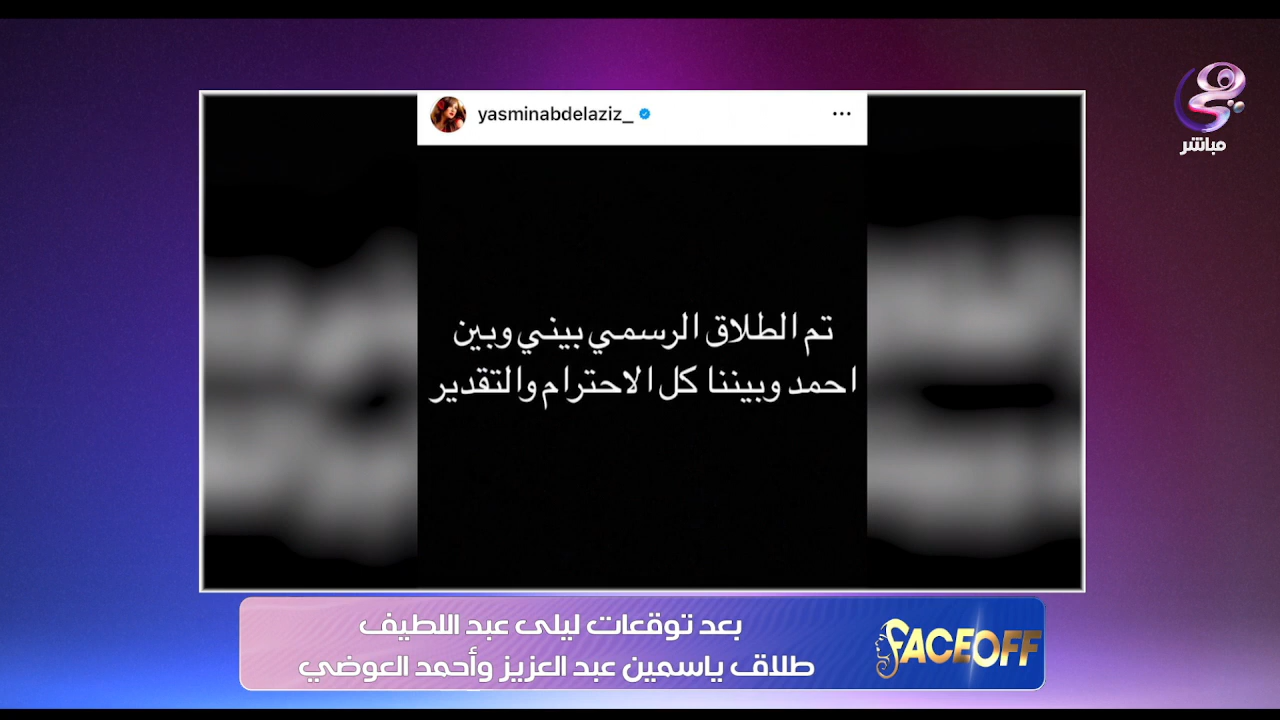 yasminabdelaziz_
مباشر
تم الطلاق الرسمي بيني وبين
احمد وبيننا كل الاحترام والتقدير
بعد توقعات ليلى عبد اللطيف
طلاق ياسمين عبد العزيز وأحمد العوضي
FACEOFF